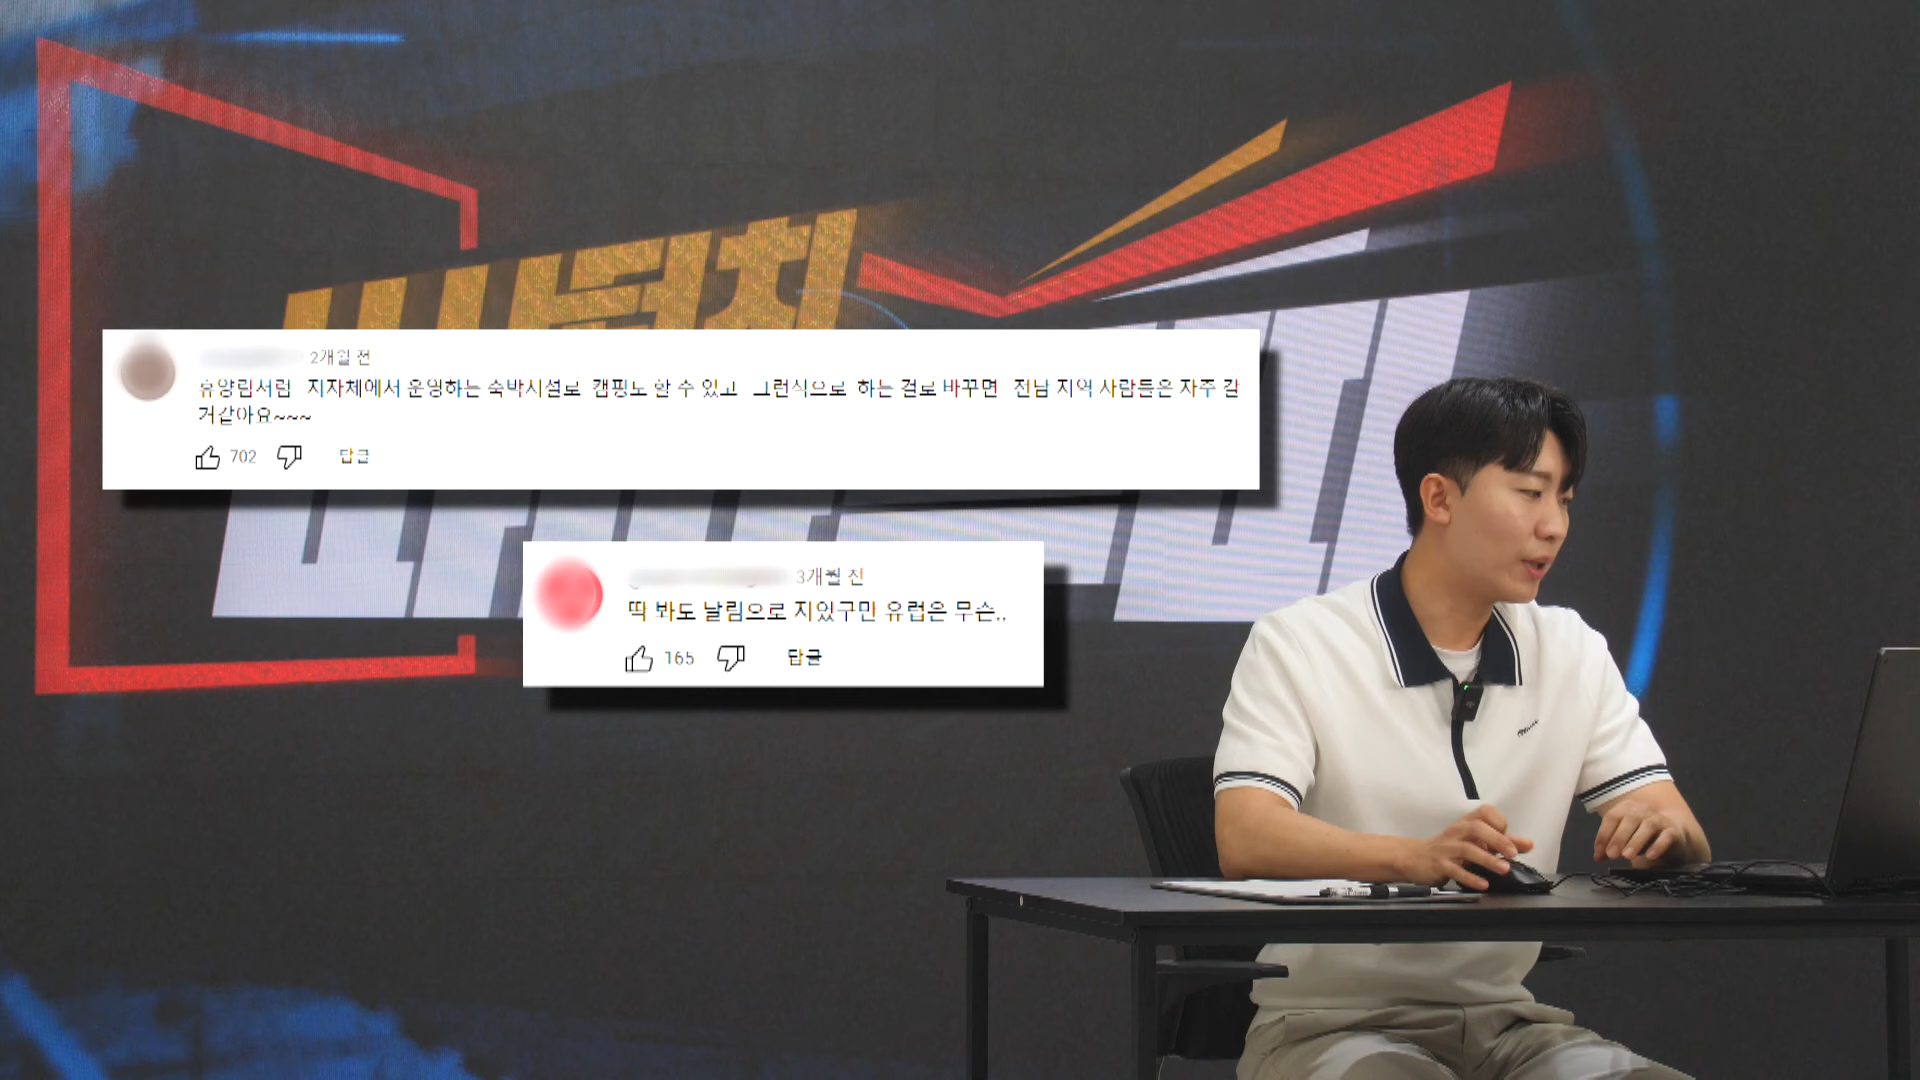 2개월 전
휴양림처럼 지자체에서 운영하는 숙박시설로 캠핑도 할 수 있고 그런식으로 하는 걸로 바꾸면 전남 지역 사람들은 자주 갈
거같아요~~~
702
답글
3개월 전
딱 봐도 날림으로 지있구만 유럽은 무슨..
165
답글